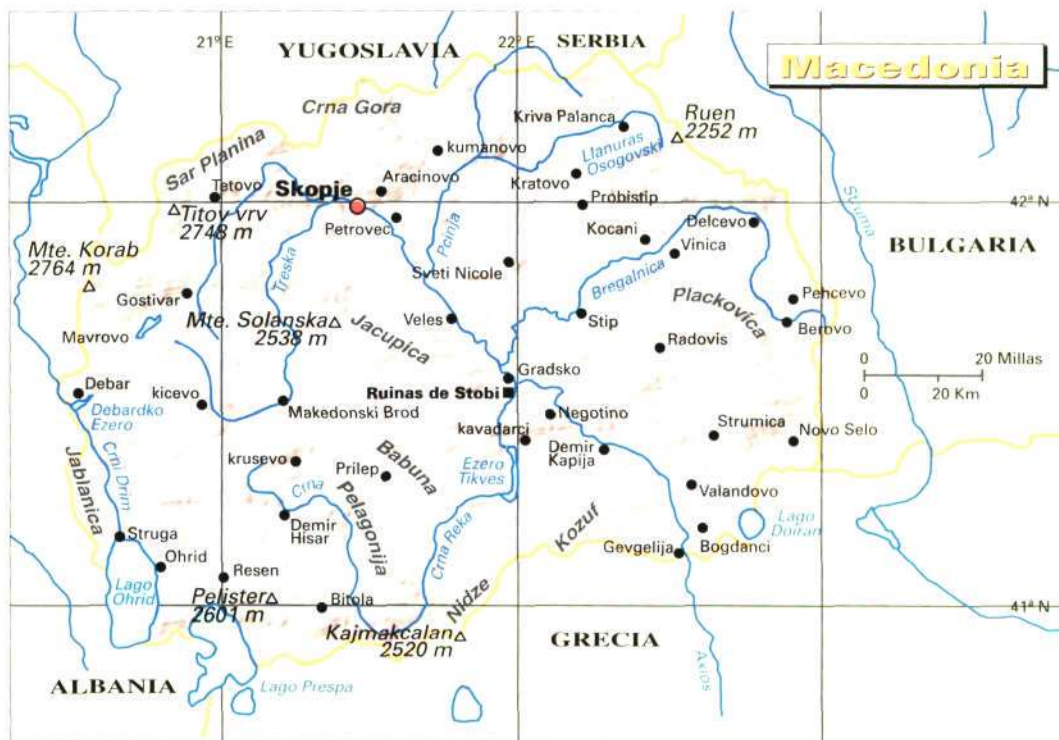 21º E
22º E
YUGOSLAVIA
SERBIA
Macedonia
Crna Gora
Kriva Palanca
Ruen
2252 m
Llanuras
Osogovski
kumanovo
Sar Planina
Kratovo
Aracinovo
Skopje
Tetovo
Probistip
42ª N
Titov vrv
2748 m
Petrovec
Pcinja
Kocani
Delcevo
Struma
Vinica
BULGARIA
Mte. Korab
2764 m
Treska
Sveti Nicole
Bregalnica
Plackovica
Pehcevo
Gostivar
Mte. Solanska
2538 m
Jacupica
Veles
Stip
Berovo
Mavrovo
Radovis
0 20 Millas
0 20 Km
Gradsko
Debar
Ruinas de Stobi
kicevo
Makedonski Brod
Debardko
Ezero
Negotino
kavadarci
Strumica
Novo Selo
Demir
Kapija
Babuna
krusevo
Prilep
Ezero
Tikves
Jablanica
Crni Drim
Crna
Pelagonija
Valandovo
Demir
Hisar
Crna Reka
Kozuf
Lago
Doiran
Struga
Bogdanci
Gevgelija
Ohrid
Resen
Lago
Ohrid
Pelister
2601 m
Bitola
Nidze
41ª N
Kajmakcalan
2520 m
GRECIA
Axios
ALBANIA
Lago Prespa